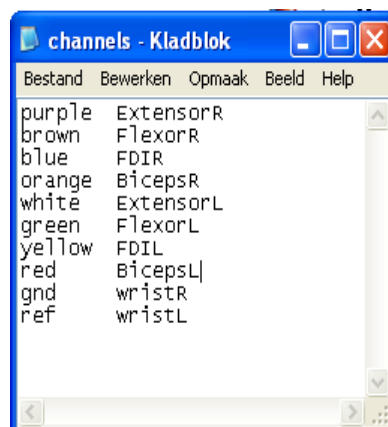 channels - Kladblok
Bestand Bewerken Opmaak Beeld Help
purple ExtensorR
brown FlexorR
blue FDIR
orange BicepsR
white ExtensorL
green FlexorL
yellow FDIL
red BicepsL
gnd wristR
ref wristL